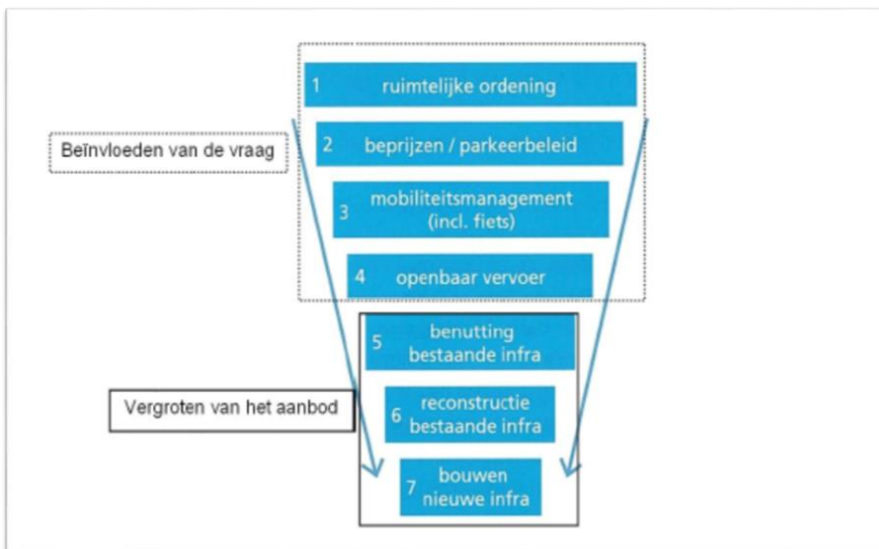 1 ruimtelijke ordening
Beïnvloeden van de vraag
2 beprijzen / parkeerbeleid
3 mobiliteitsmanagement
(incl. fiets)
4 openbaar vervoer
5 benutting
bestaande infra
Vergroten van het aanbod
6 reconstructie
bestaande infra
7 bouwen
nieuwe infra